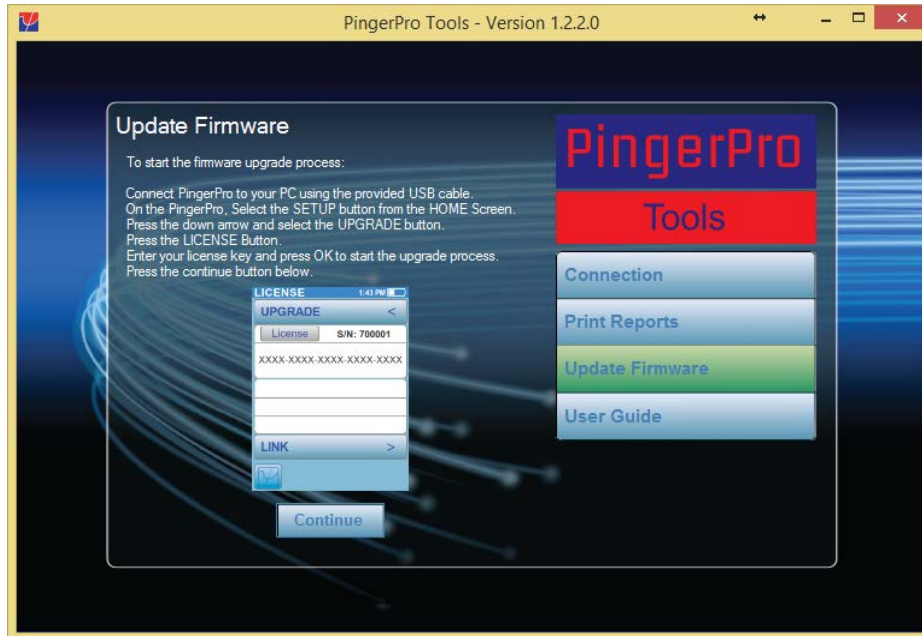 PingerPro Tools - Version 1.2.2.0
Update Firmware
To start the firmware upgrade process:
Connect PingerPro to your PC using the provided USB cable.
On the PingerPro, Select the SETUP button from the HOME Screen.
Press the down arrow and select the UPGRADE button.
Press the LICENSE Button.
Enter your license key and press OK to start the upgrade process.
Press the continue button below.
LICENSE 1:43 PM
UPGRADE <
License S/N: 700001
XXXX-XXXX-XXXX-XXXX-XXXX
LINK >
Continue
PingerPro
Tools
Connection
Print Reports
Update Firmware
User Guide